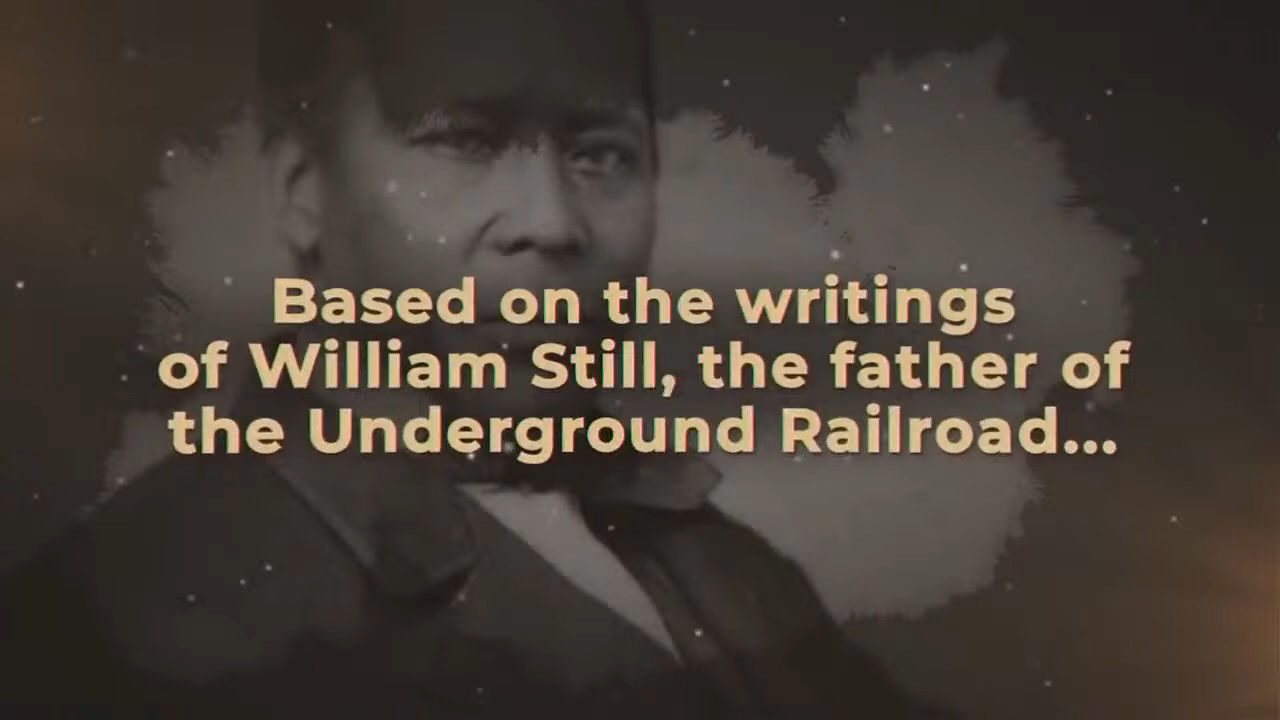 Based on the writings
of William Still, the father of
the Underground Railroad...